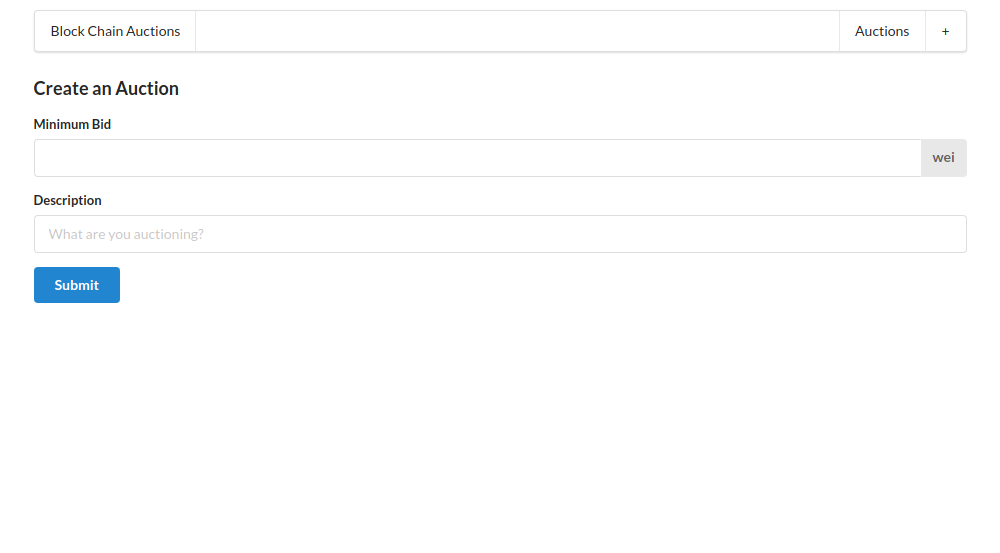 Block Chain Auctions Auctions +
Create an Auction
Minimum Bid
wei
Description
What are you auctioning?
Submit